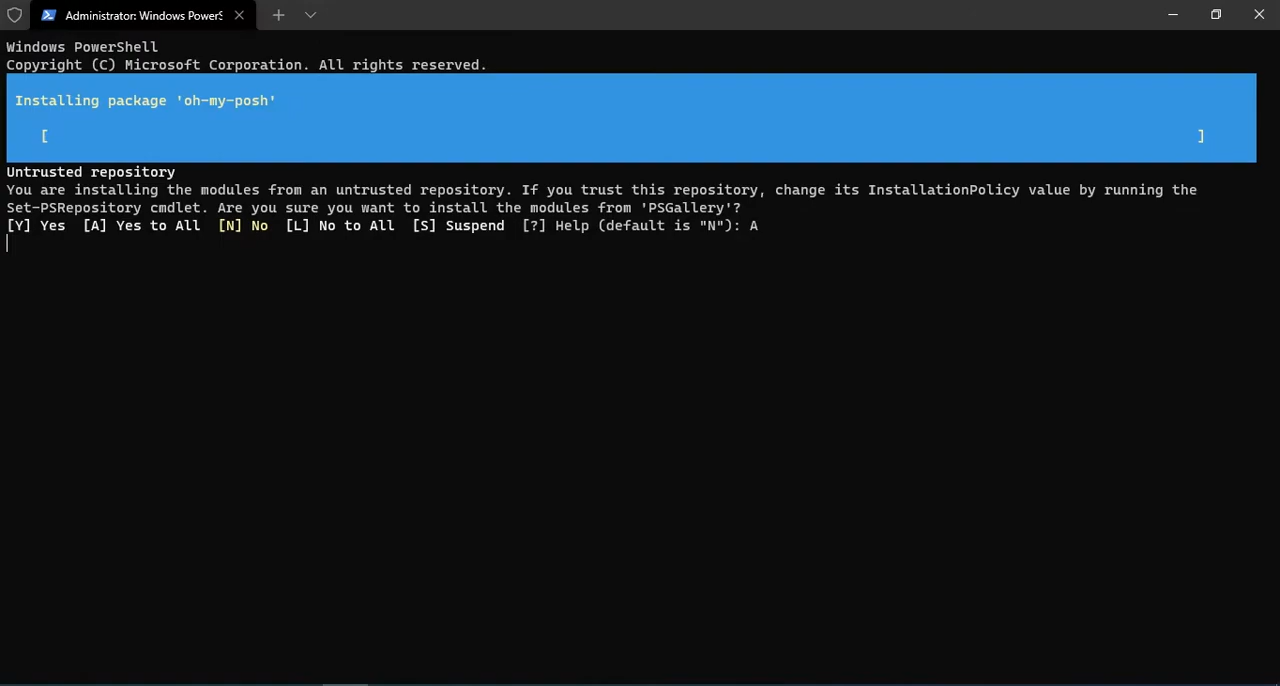 Administrator: Windows PowerS
Windows PowerShell
Copyright (C) Microsoft Corporation. All rights reserved.
Installing package 'oh-my-posh'
[ ]
Untrusted repository
You are installing the modules from an untrusted repository. If you trust this repository, change its InstallationPolicy value by running the
Set-PSRepository cmdlet. Are you sure you want to install the modules from 'PSGallery'?
[Y] Yes  [A] Yes to All  [N] No  [L] No to All  [S] Suspend  [?] Help (default is "N"): A